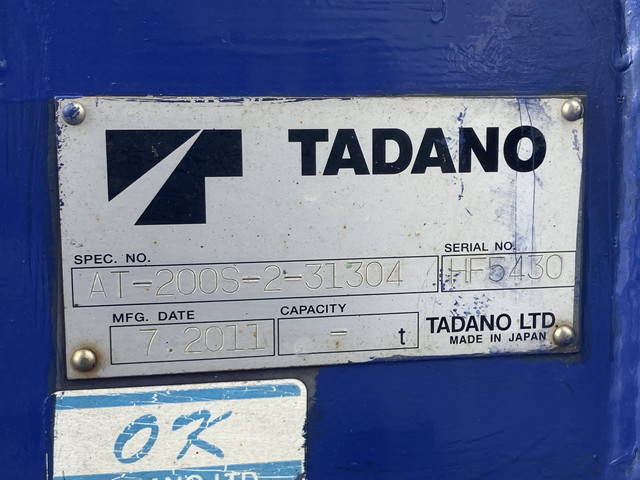 TADANO
SPEC. NO.
SERIAL NO.
AT-200S-2-31304
HF5430
MFG. DATE
CAPACITY
7.2011
- t
TADANO LTD.
MADE IN JAPAN
OK